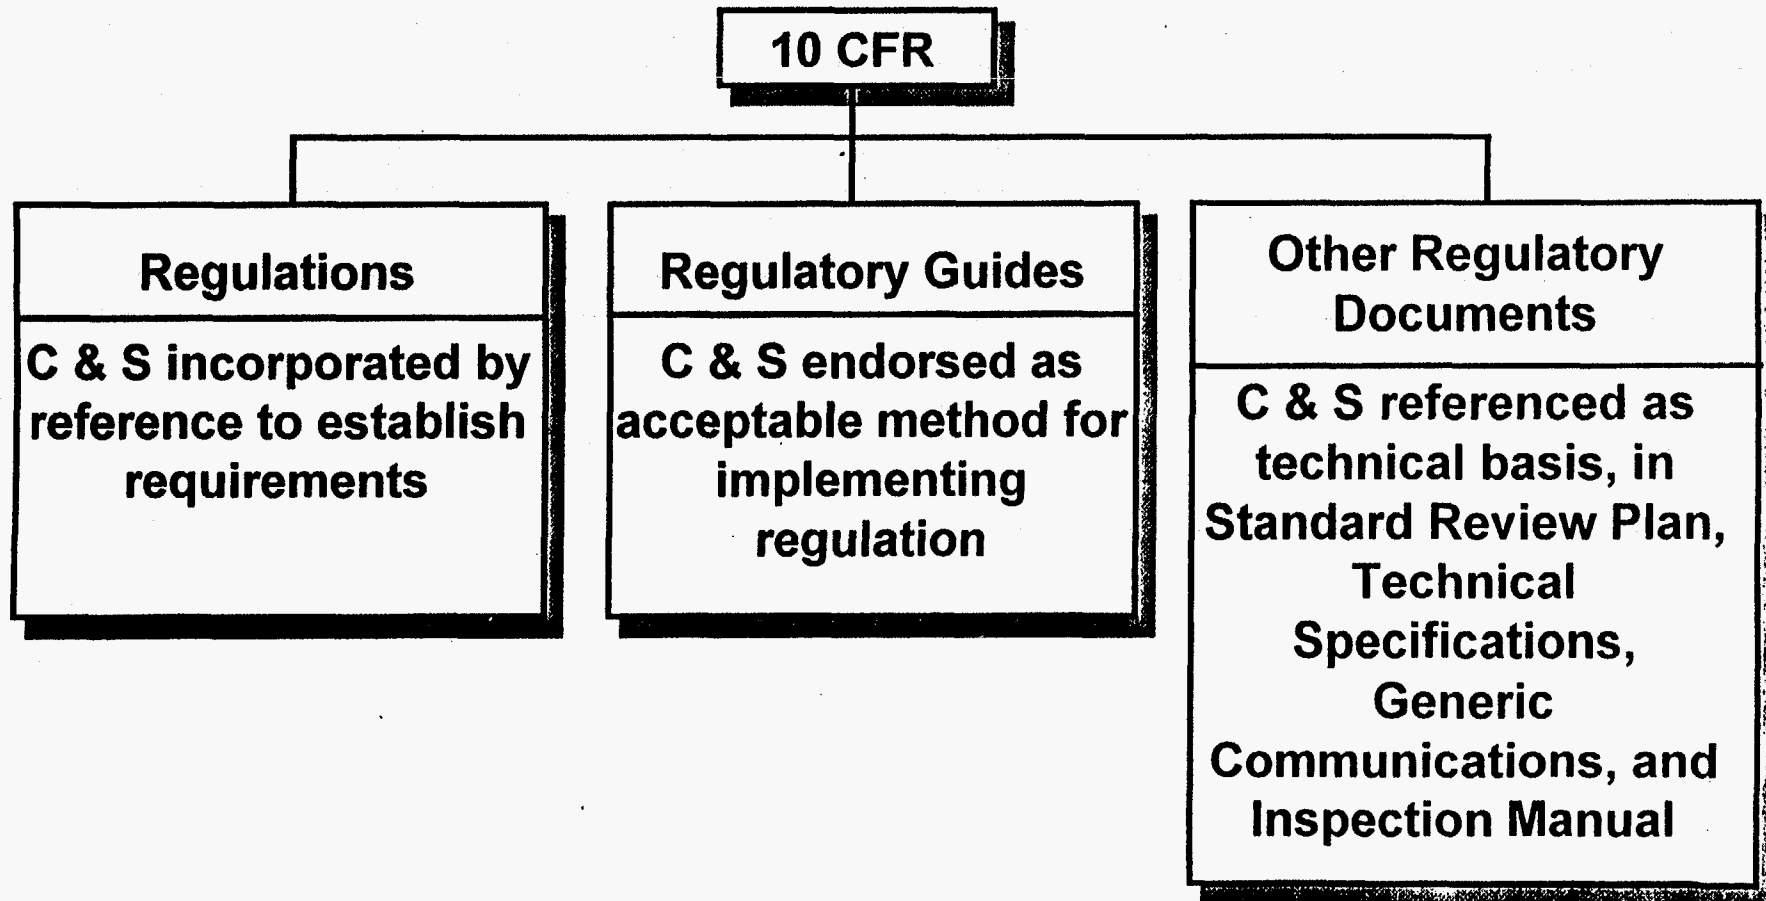 10 CFR
Regulations
C & S incorporated by
reference to establish
requirements
Regulatory Guides
C & S endorsed as
acceptable method for
implementing
regulation
Other Regulatory
Documents
C & S referenced as
technical basis, in
Standard Review Plan,
Technical
Specifications,
Generic
Communications, and
Inspection Manual